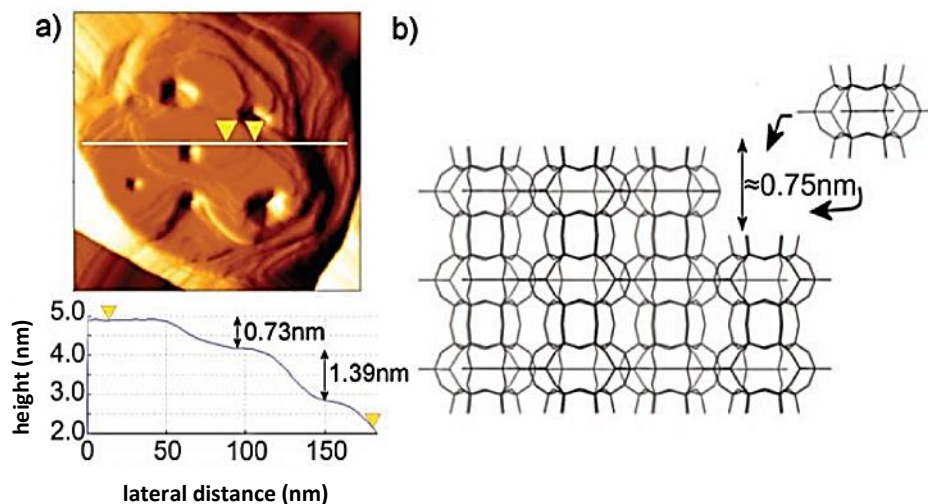 a)
b)
≈0.75nm
5.0
4.0
3.0
2.0
height (nm)
0.73nm
1.39nm
0 50 100 150
lateral distance (nm)